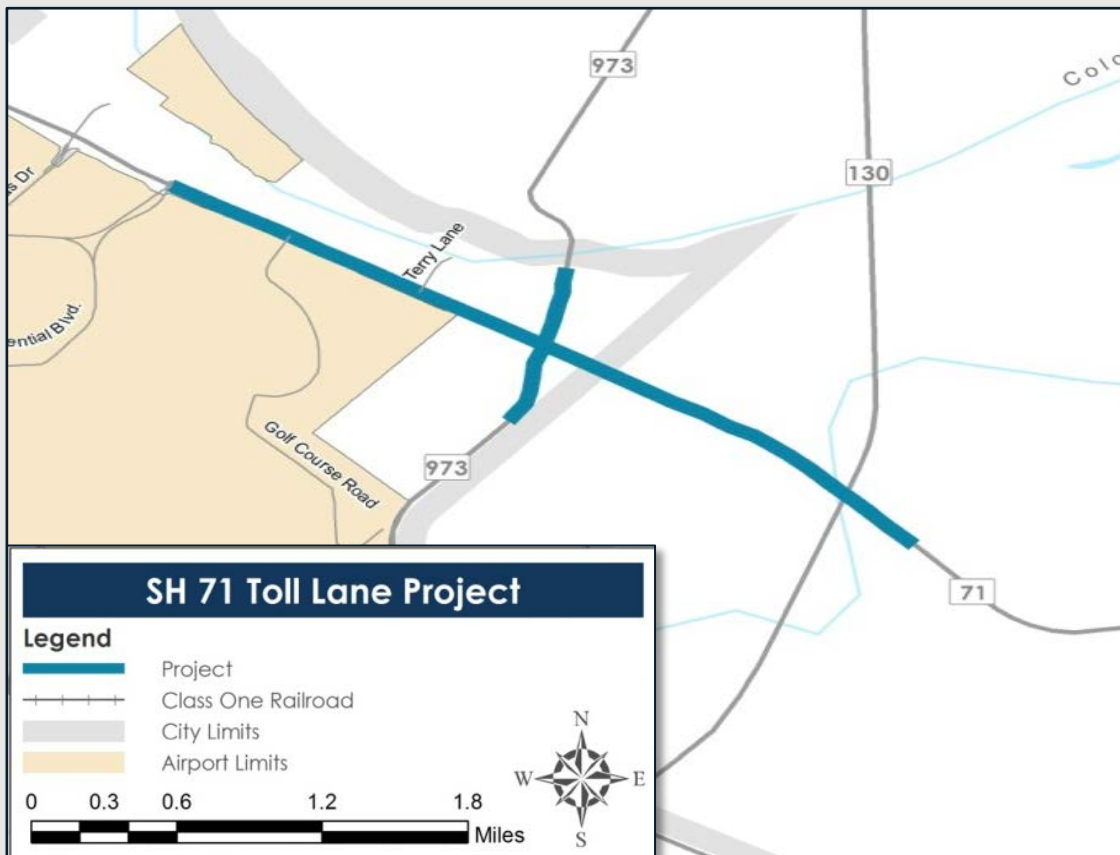 973
Colo
130
Terry Lane
Golf Course Road
973
71
SH 71 Toll Lane Project
Legend
Project
Class One Railroad
City Limits
Airport Limits
N
W E
S
0 0.3 0.6 1.2 1.8
Miles
ential Blvd.
s Dr